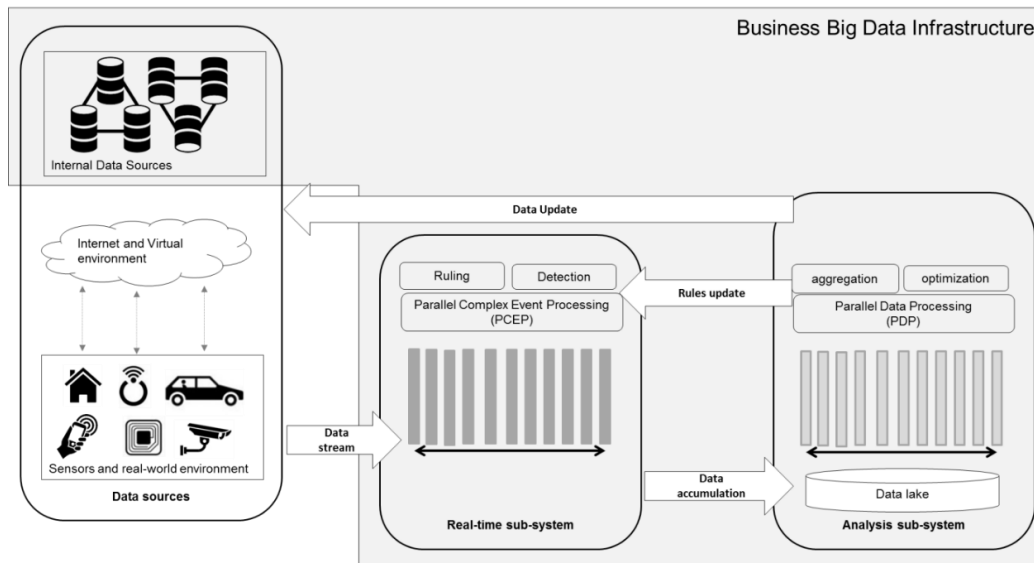 Business Big Data Infrastructure
Internal Data Sources
Internet and Virtual
environment
Sensors and real-world environment
Data sources
Data Update
Data
stream
Ruling
Detection
Parallel Complex Event Processing
(PCEP)
Real-time sub-system
Rules update
Data
accumulation
aggregation
optimization
Parallel Data Processing
(PDP)
Data lake
Analysis sub-system